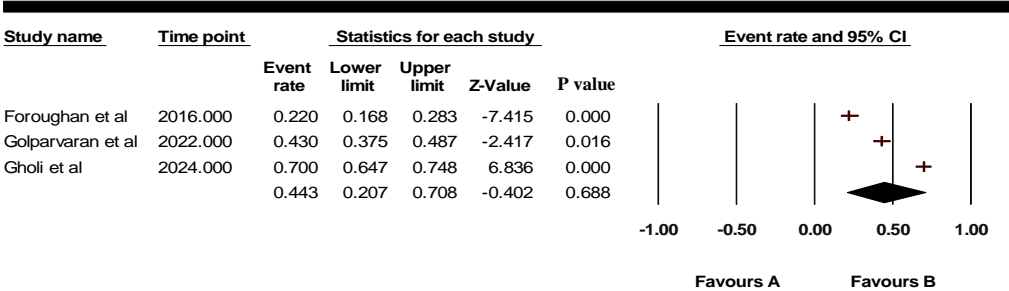 Study name Time point Statistics for each study Event rate and 95% CI
Event rate Lower limit Upper limit Z-Value P value
Foroughan et al 2016.000 0.220 0.168 0.283 -7.415 0.000
Golparvaran et al 2022.000 0.430 0.375 0.487 -2.417 0.016
Gholi et al 2024.000 0.700 0.647 0.748 6.836 0.000
0.443 0.207 0.708 -0.402 0.688
-1.00 -0.50 0.00 0.50 1.00
Favours A Favours B